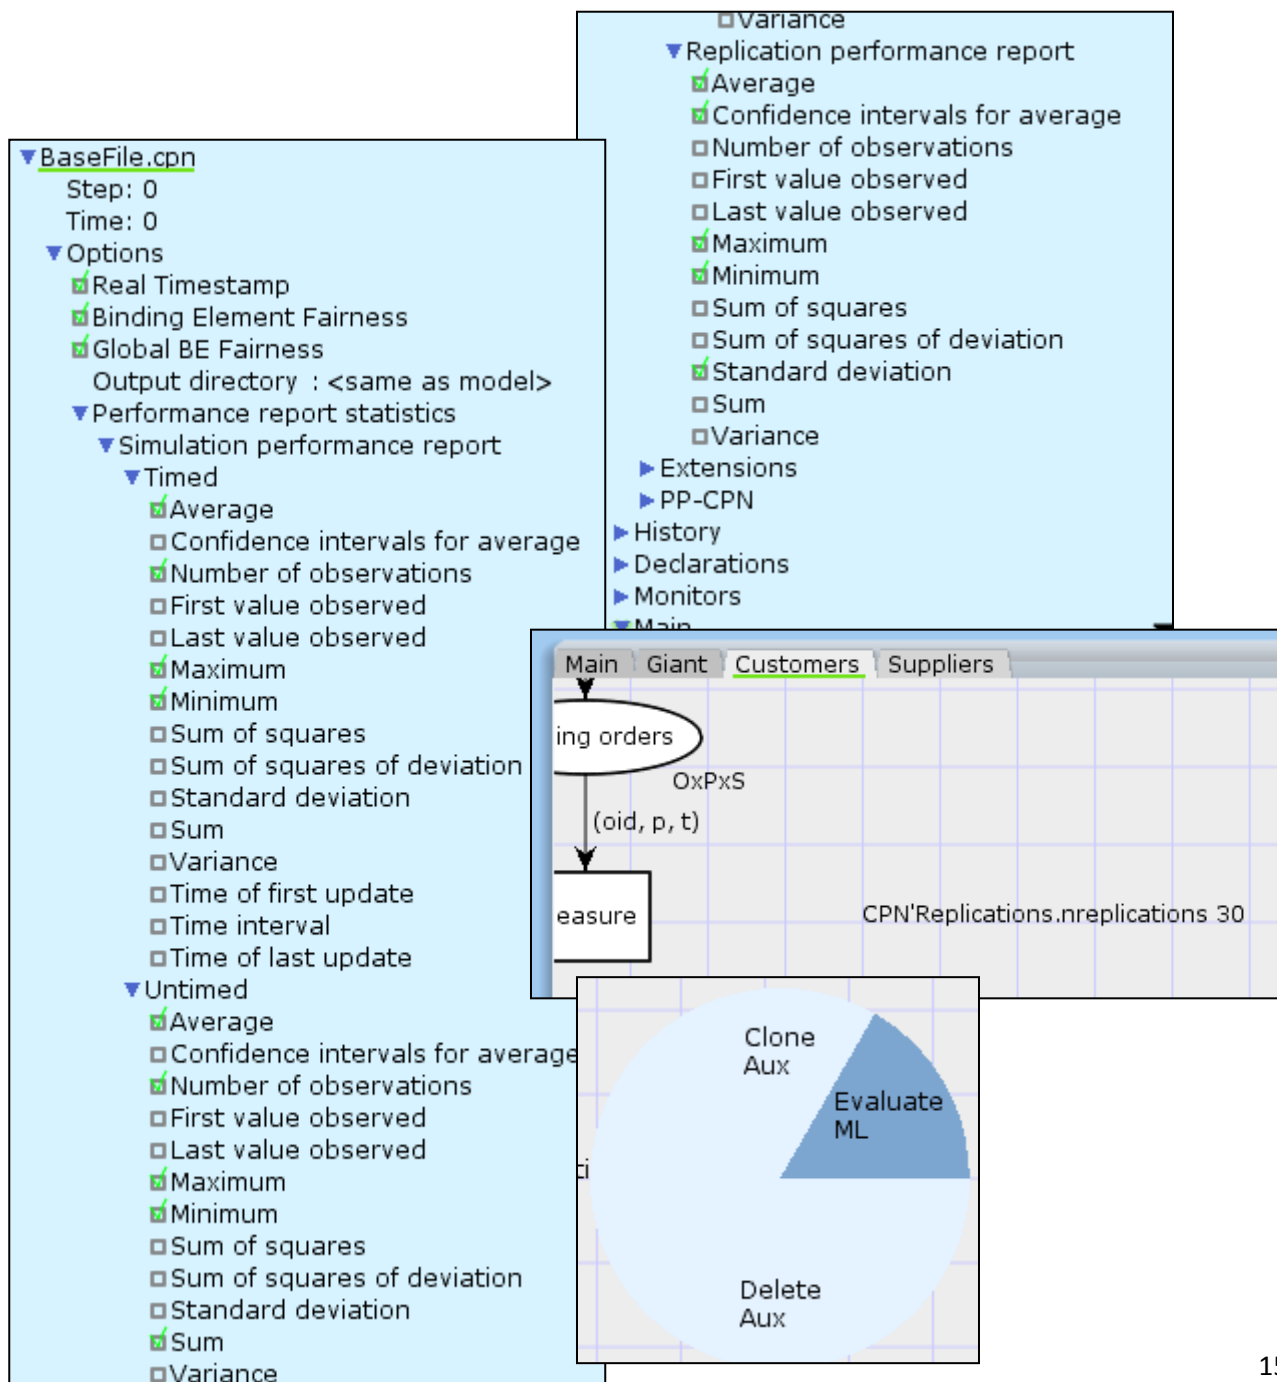 BaseFile.cpn
Step: 0
Time: 0
Options
Real Timestamp
Binding Element Fairness
Global BE Fairness
Output directory : <same as model>
Performance report statistics
Simulation performance report
Timed
Average
Confidence intervals for average
Number of observations
First value observed
Last value observed
Maximum
Minimum
Sum of squares
Sum of squares of deviation
Standard deviation
Sum
Variance
Time of first update
Time interval
Time of last update
Untimed
Average
Confidence intervals for average
Number of observations
First value observed
Last value observed
Maximum
Minimum
Sum of squares
Sum of squares of deviation
Standard deviation
Sum
Variance
Variance
Replication performance report
Average
Confidence intervals for average
Number of observations
First value observed
Last value observed
Maximum
Minimum
Sum of squares
Sum of squares of deviation
Standard deviation
Sum
Variance
Extensions
PP-CPN
History
Declarations
Monitors
Main
Main Giant Customers Suppliers
ing orders
OxPxS
(oid, p, t)
easure
CPN'Replications.nreplications 30
Clone
Aux
Evaluate
ML
ti
Delete
Aux